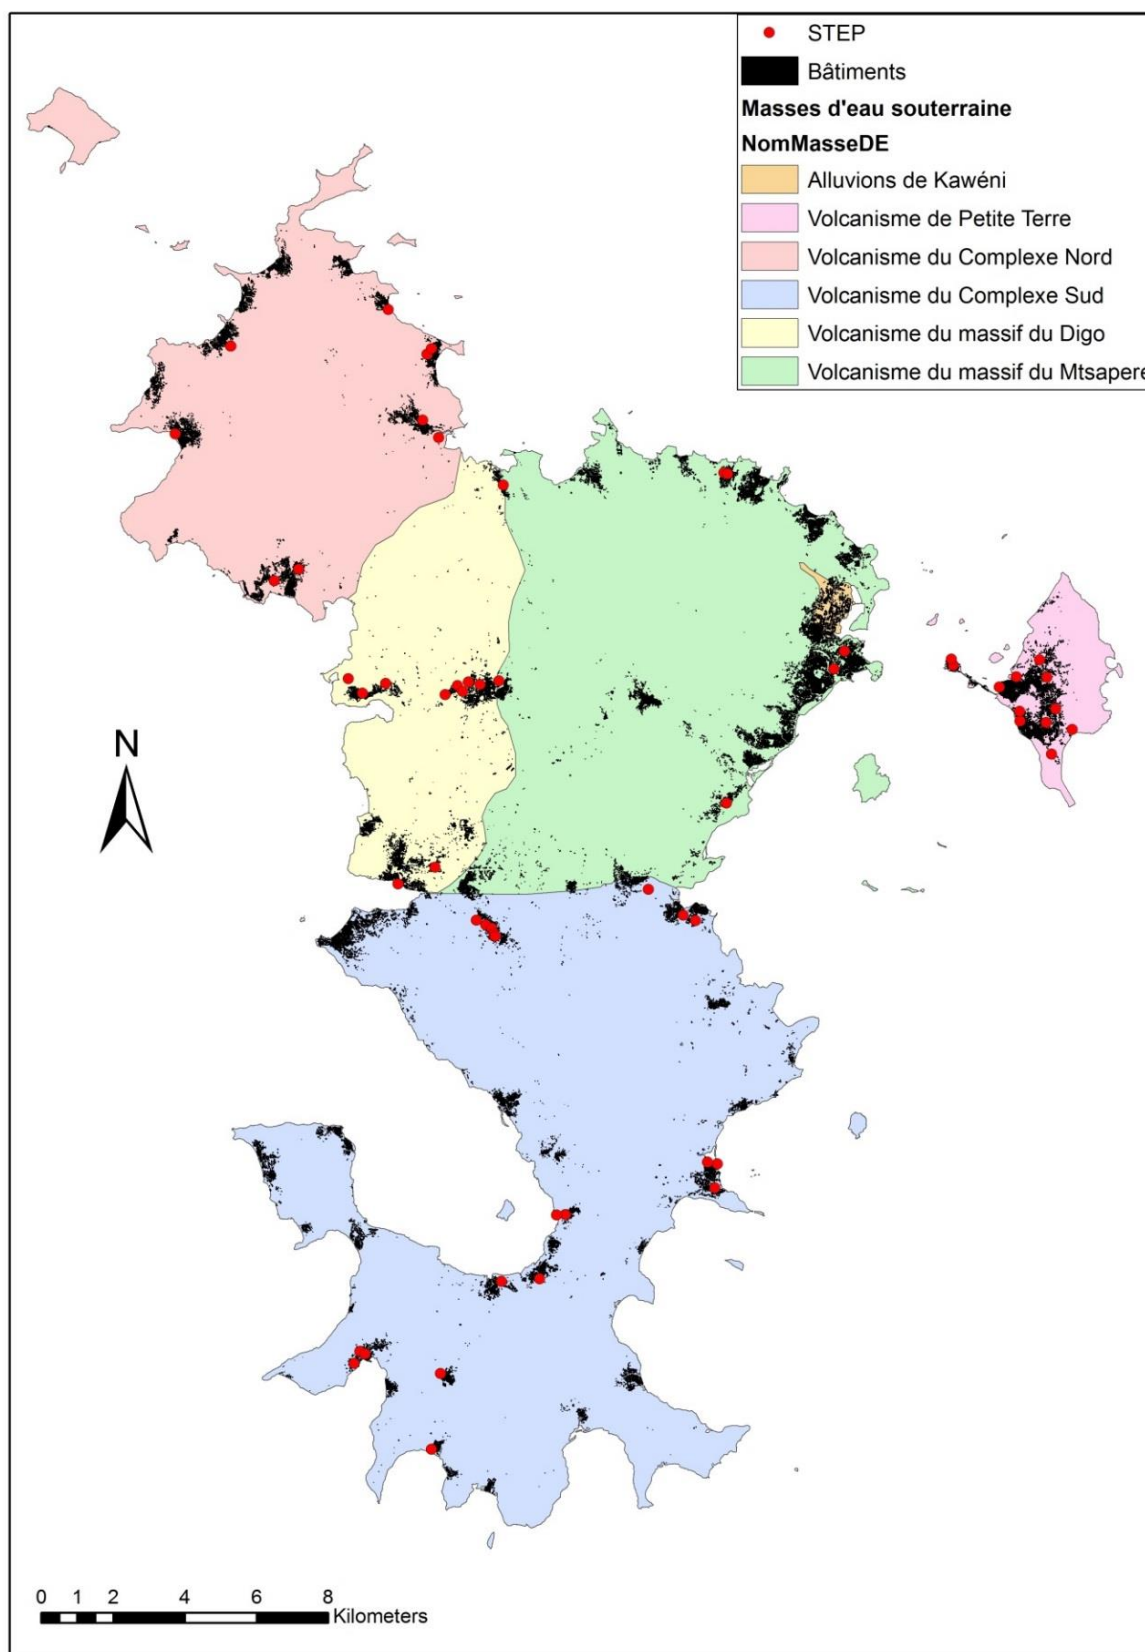 STEP
Bâtiments
Masses d'eau souterraine
NomMasseDE
Alluvions de Kawéni
Volcanisme de Petite Terre
Volcanisme du Complexe Nord
Volcanisme du Complexe Sud
Volcanisme du massif du Digo
Volcanisme du massif du Mtsapere
N
0 1 2 4 6 8
Kilometers